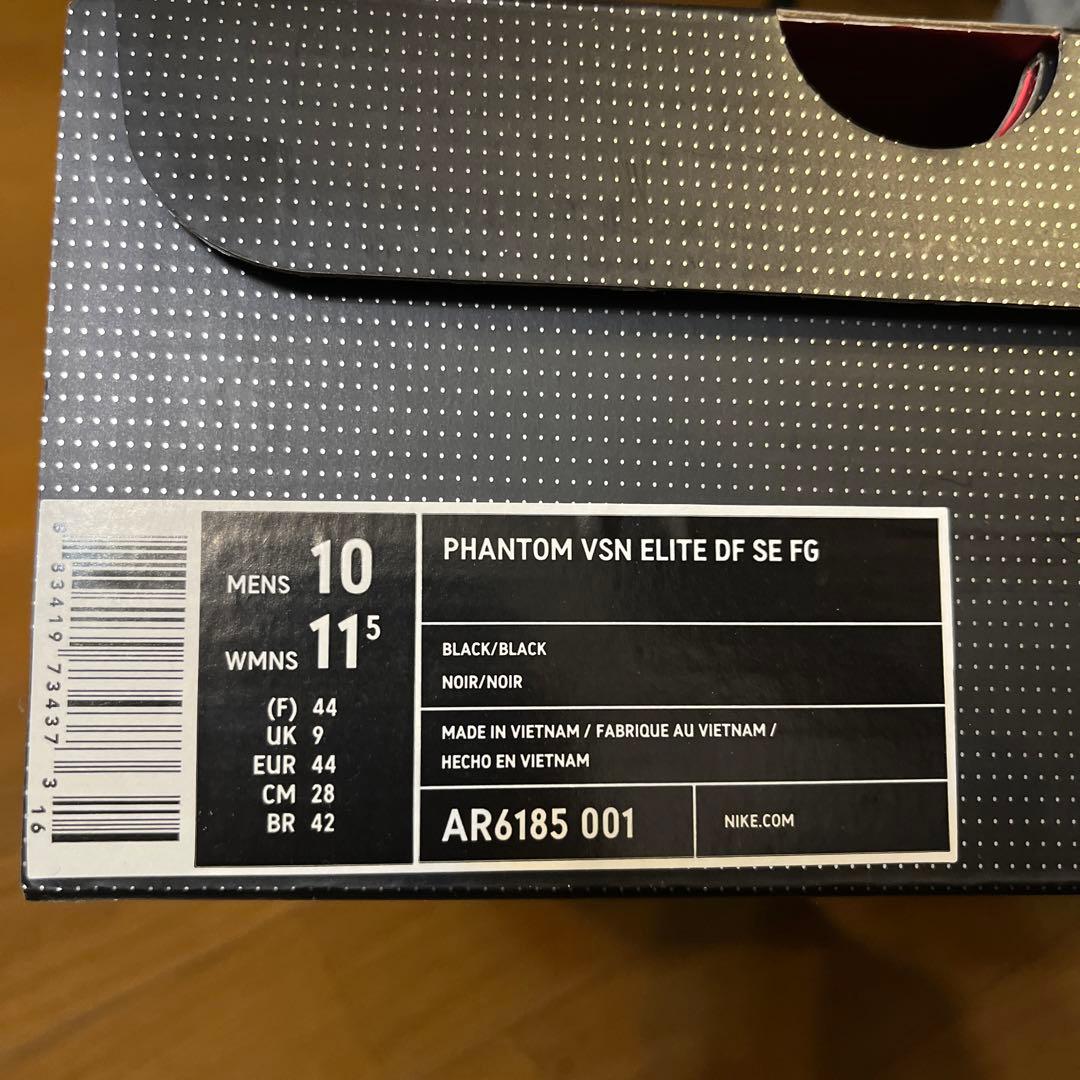 8 83419 73437 3
16
MENS 10
WMNS 11⁵
(F) 44
UK 9
EUR 44
CM 28
BR 42
PHANTOM VSN ELITE DF SE FG
BLACK/BLACK
NOIR/NOIR
MADE IN VIETNAM / FABRIQUE AU VIETNAM /
HECHO EN VIETNAM
AR6185 001
NIKE.COM